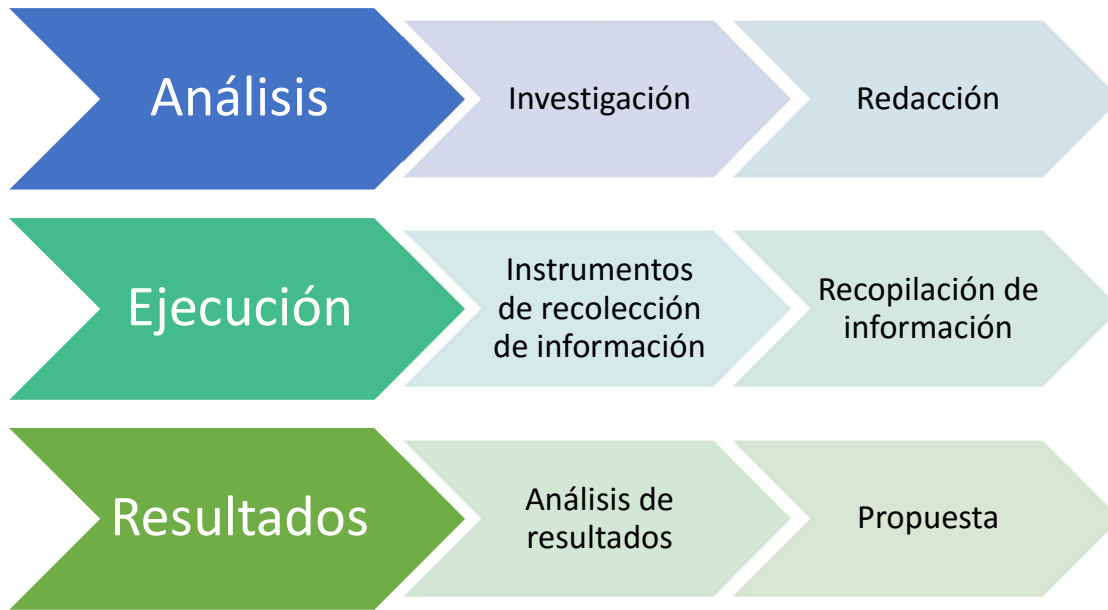 Análisis
Investigación
Redacción
Ejecución
Instrumentos
de recolección
de información
Recopilación de
información
Resultados
Análisis de
resultados
Propuesta